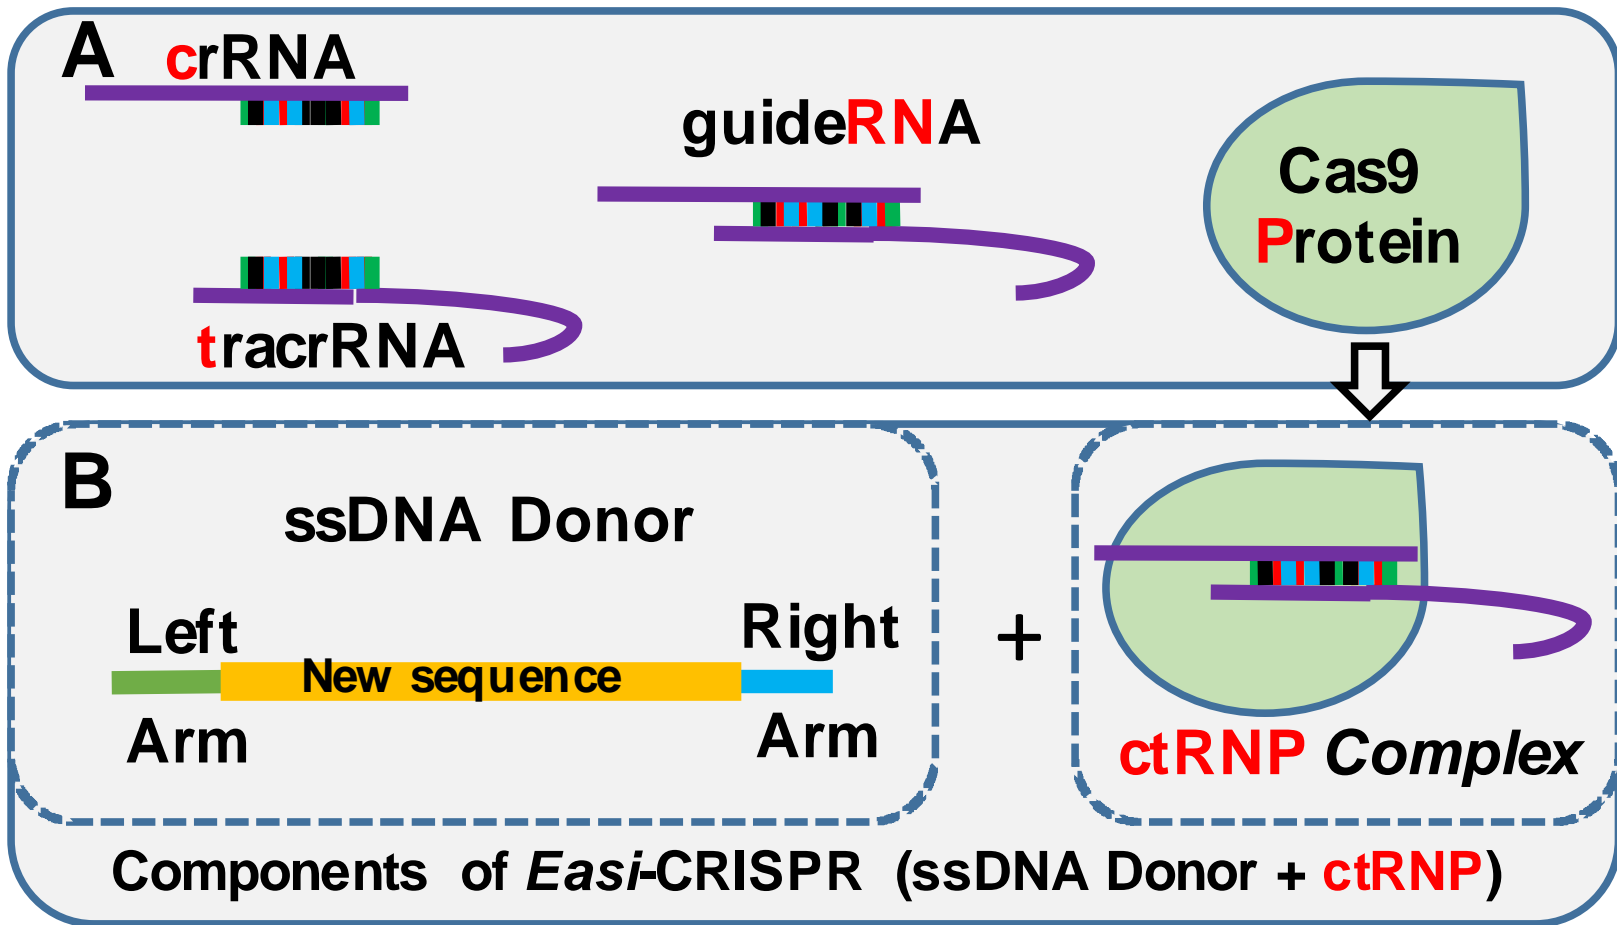 A
crRNA
guideRNA
Cas9
Protein
tracrRNA
B
ssDNA Donor
Left
Right
New sequence
Arm
Arm
+
ctRNP Complex
Components of Easi-CRISPR (ssDNA Donor + ctRNP)